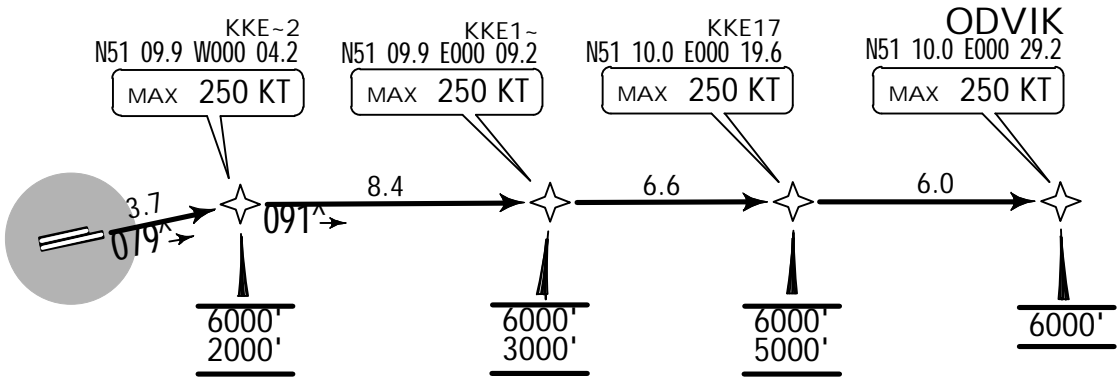 KKE~2
N51 09.9 W000 04.2
MAX 250 KT
KKE1~
N51 09.9 E000 09.2
MAX 250 KT
KKE17
N51 10.0 E000 19.6
MAX 250 KT
ODVIK
N51 10.0 E000 29.2
MAX 250 KT
3.7
079^
8.4
091^
6.6
6.0
6000'
2000'
6000'
3000'
6000'
5000'
6000'